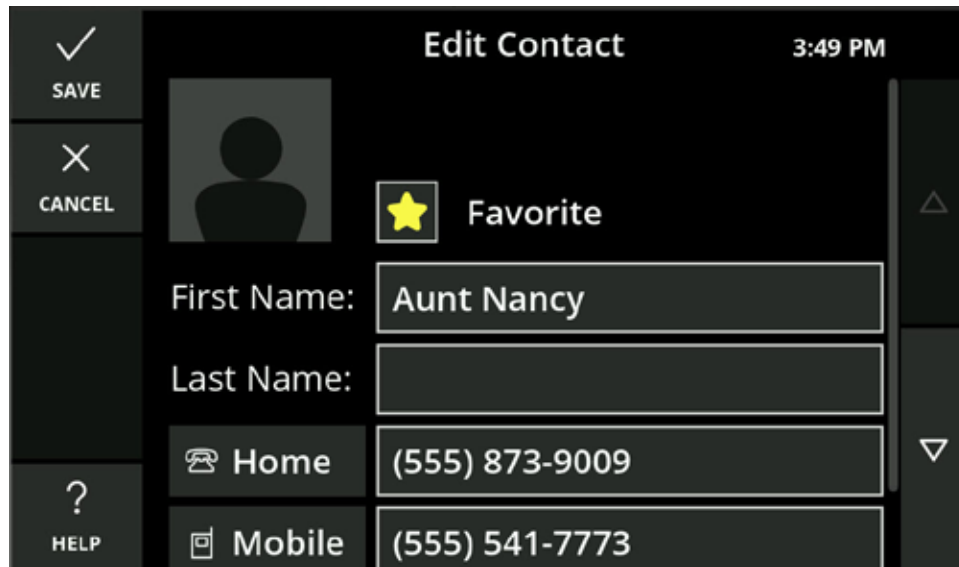 Edit Contact
3:49 PM
SAVE
CANCEL
Favorite
First Name: Aunt Nancy
Last Name:
Home (555) 873-9009
Mobile (555) 541-7773
? HELP